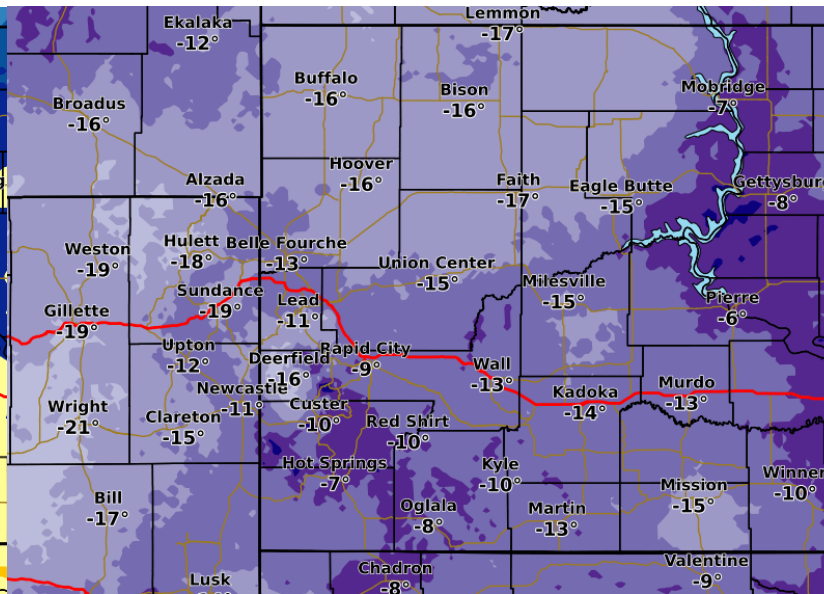 Lemmon
-17°
Ekalaka
-12°
Buffalo
-16°
Bison
-16°
Mobridge
-7°
Broadus
-16°
Hoover
-16°
Alzada
-16°
Faith
-17°
Eagle Butte
-15°
Gettysburg
-8°
Weston
-19°
Hulett
-18°
Belle Fourche
-13°
Union Center
-15°
Milesville
-15°
Sundance
-19°
Lead
-11°
Pierre
-6°
Gillette
-19°
Upton
-12°
Deerfield
-16°
Rapid City
-9°
Wall
-13°
Newcastle
-11°
Kadoka
-14°
Murdo
-13°
Wright
-21°
Clareton
-15°
Custer
-10°
Red Shirt
-10°
Hot Springs
-7°
Kyle
-10°
Winner
-10°
Bill
-17°
Oglala
-8°
Martin
-13°
Mission
-15°
Chadron
-8°
Valentine
-9°
Lusk